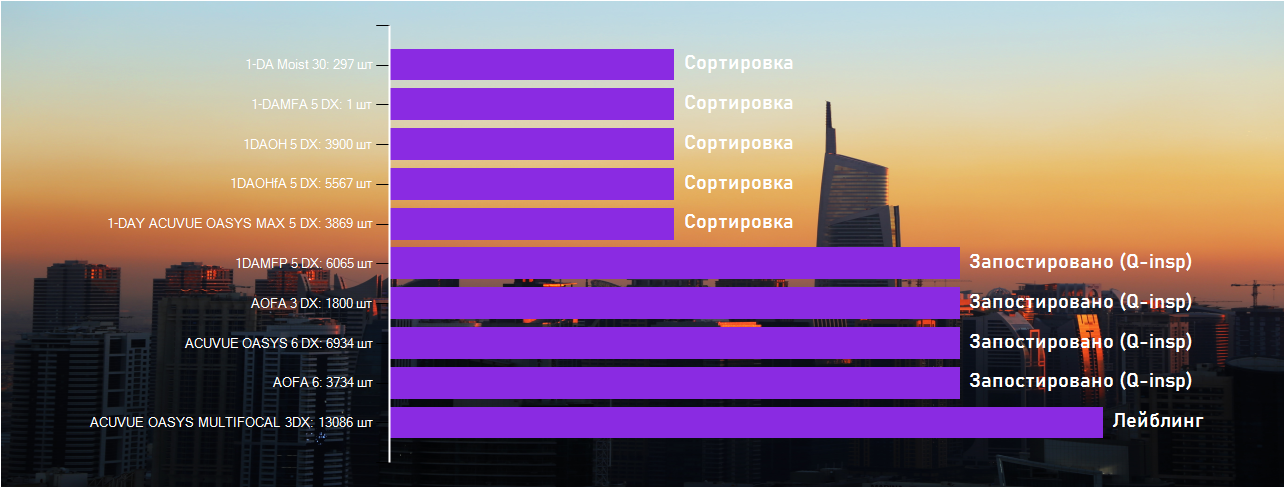 1-DA Moist 30: 297 шт Сортировка
1-DAMFA 5 DX: 1 шт Сортировка
1DAOH 5 DX: 3900 шт Сортировка
1DAOHfA 5 DX: 5567 шт Сортировка
1-DAY ACUVUE OASYS MAX 5 DX: 3869 шт Сортировка
1DAMFP 5 DX: 6065 шт Запостировано (Q-insp)
AOFA 3 DX: 1800 шт Запостировано (Q-insp)
ACUVUE OASYS 6 DX: 6934 шт Запостировано (Q-insp)
AOFA 6: 3734 шт Запостировано (Q-insp)
ACUVUE OASYS MULTIFOCAL 3DX: 13086 шт Лейблинг